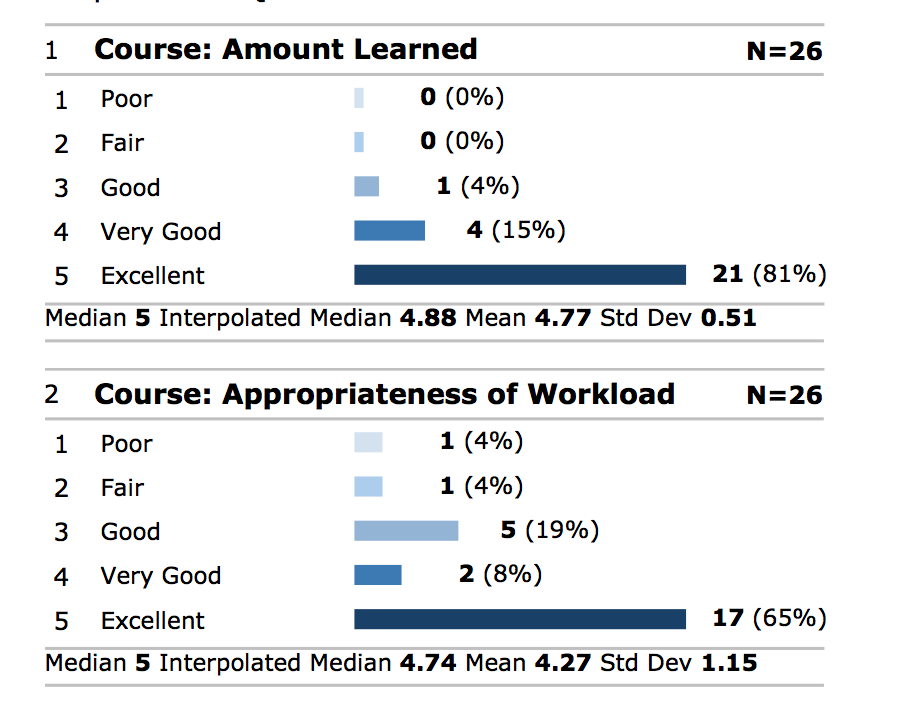 1 Course: Amount Learned N=26
1 Poor 0 (0%)
2 Fair 0 (0%)
3 Good 1 (4%)
4 Very Good 4 (15%)
5 Excellent 21 (81%)
Median 5 Interpolated Median 4.88 Mean 4.77 Std Dev 0.51
2 Course: Appropriateness of Workload N=26
1 Poor 1 (4%)
2 Fair 1 (4%)
3 Good 5 (19%)
4 Very Good 2 (8%)
5 Excellent 17 (65%)
Median 5 Interpolated Median 4.74 Mean 4.27 Std Dev 1.15